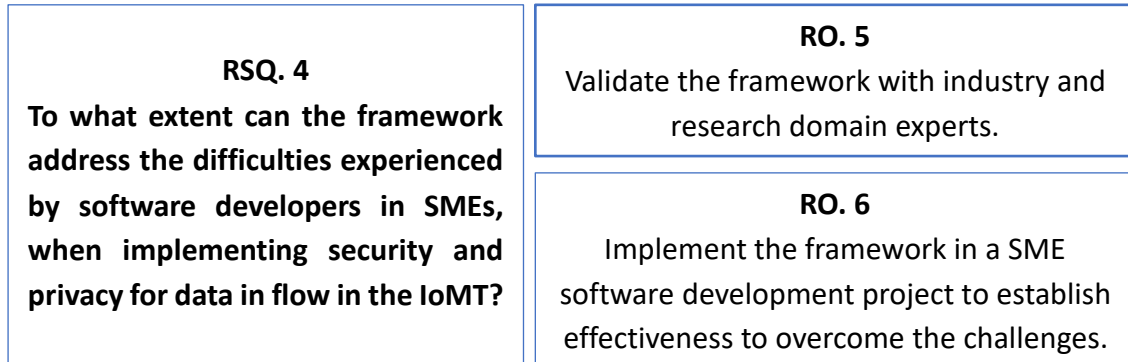 RSQ. 4
To what extent can the framework
address the difficulties experienced
by software developers in SMEs,
when implementing security and
privacy for data in flow in the IoMT?
RO. 5
Validate the framework with industry and
research domain experts.
RO. 6
Implement the framework in a SME
software development project to establish
effectiveness to overcome the challenges.